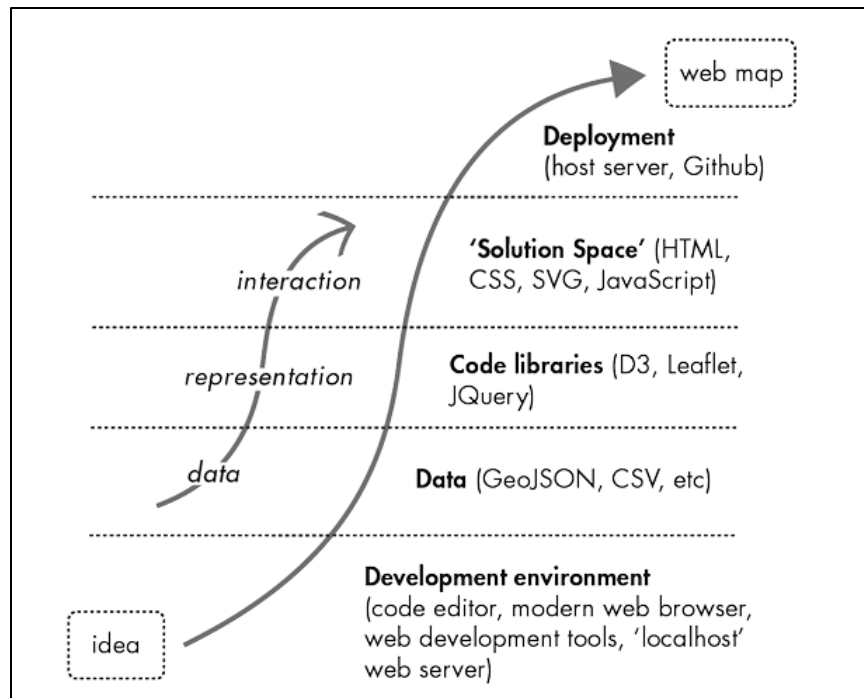 web map
Deployment
(host server, Github)
‘Solution Space’ (HTML,
CSS, SVG, JavaScript)
interaction
Code libraries (D3, Leaflet,
JQuery)
representation
Data (GeoJSON, CSV, etc)
data
Development environment
(code editor, modern web browser,
web development tools, ‘localhost’
web server)
idea